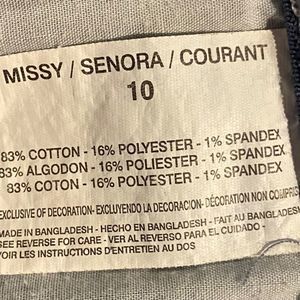 MISSY / SENORA / COURANT
10
83% COTTON - 16% POLYESTER - 1% SPANDEX
83% ALGODON - 16% POLIESTER - 1% SPANDEX
83% COTON - 16% POLYESTER - 1% SPANDEX
EXCLUSIVE OF DECORATION- EXCLUYENDO LA DECORACION- DÉCORATION NON COMPRISE
MADE IN BANGLADESH - HECHO EN BANGLADESH - FAIT AU BANGLADESH
SEE REVERSE FOR CARE - VER AL REVERSO PARA EL CUIDADO -
VOIR LES INSTRUCTIONS D'ENTRETIEN AU DOS